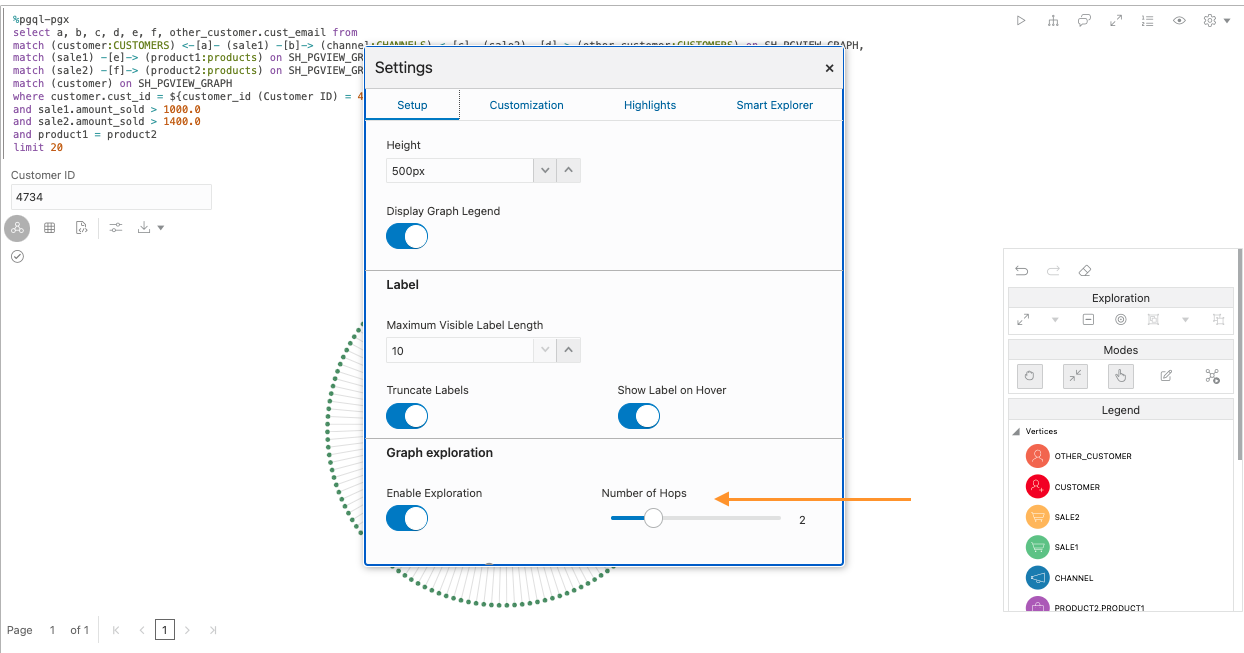 %pgql-pgx
select a, b, c, d, e, f, other_customer.cust_email from
match (customer:CUSTOMERS) <-[a]- (sale1) -[b]-> (channel:CHANNELS) <-[c]- (sale2) -[d]-> (other_customer:CUSTOMERS) on SH_PGVIEW_GRAPH,
match (sale1) -[e]-> (product1:products) on SH_PGVIEW_GR
match (sale2) -[f]-> (product2:products) on SH_PGVIEW_GR
match (customer) on SH_PGVIEW_GRAPH
where customer.cust_id = ${customer_id (Customer ID) = 4
and sale1.amount_sold > 1000.0
and sale2.amount_sold > 1400.0
and product1 = product2
limit 20
Customer ID
4734
Settings
Setup Customization Highlights Smart Explorer
Height
500px
Display Graph Legend
Label
Maximum Visible Label Length
10
Truncate Labels Show Label on Hover
Graph exploration
Enable Exploration Number of Hops
2
Exploration
Modes
Legend
Vertices
OTHER_CUSTOMER
CUSTOMER
SALE2
SALE1
CHANNEL
PRODUCT2,PRODUCT1
Page 1 of 1 1